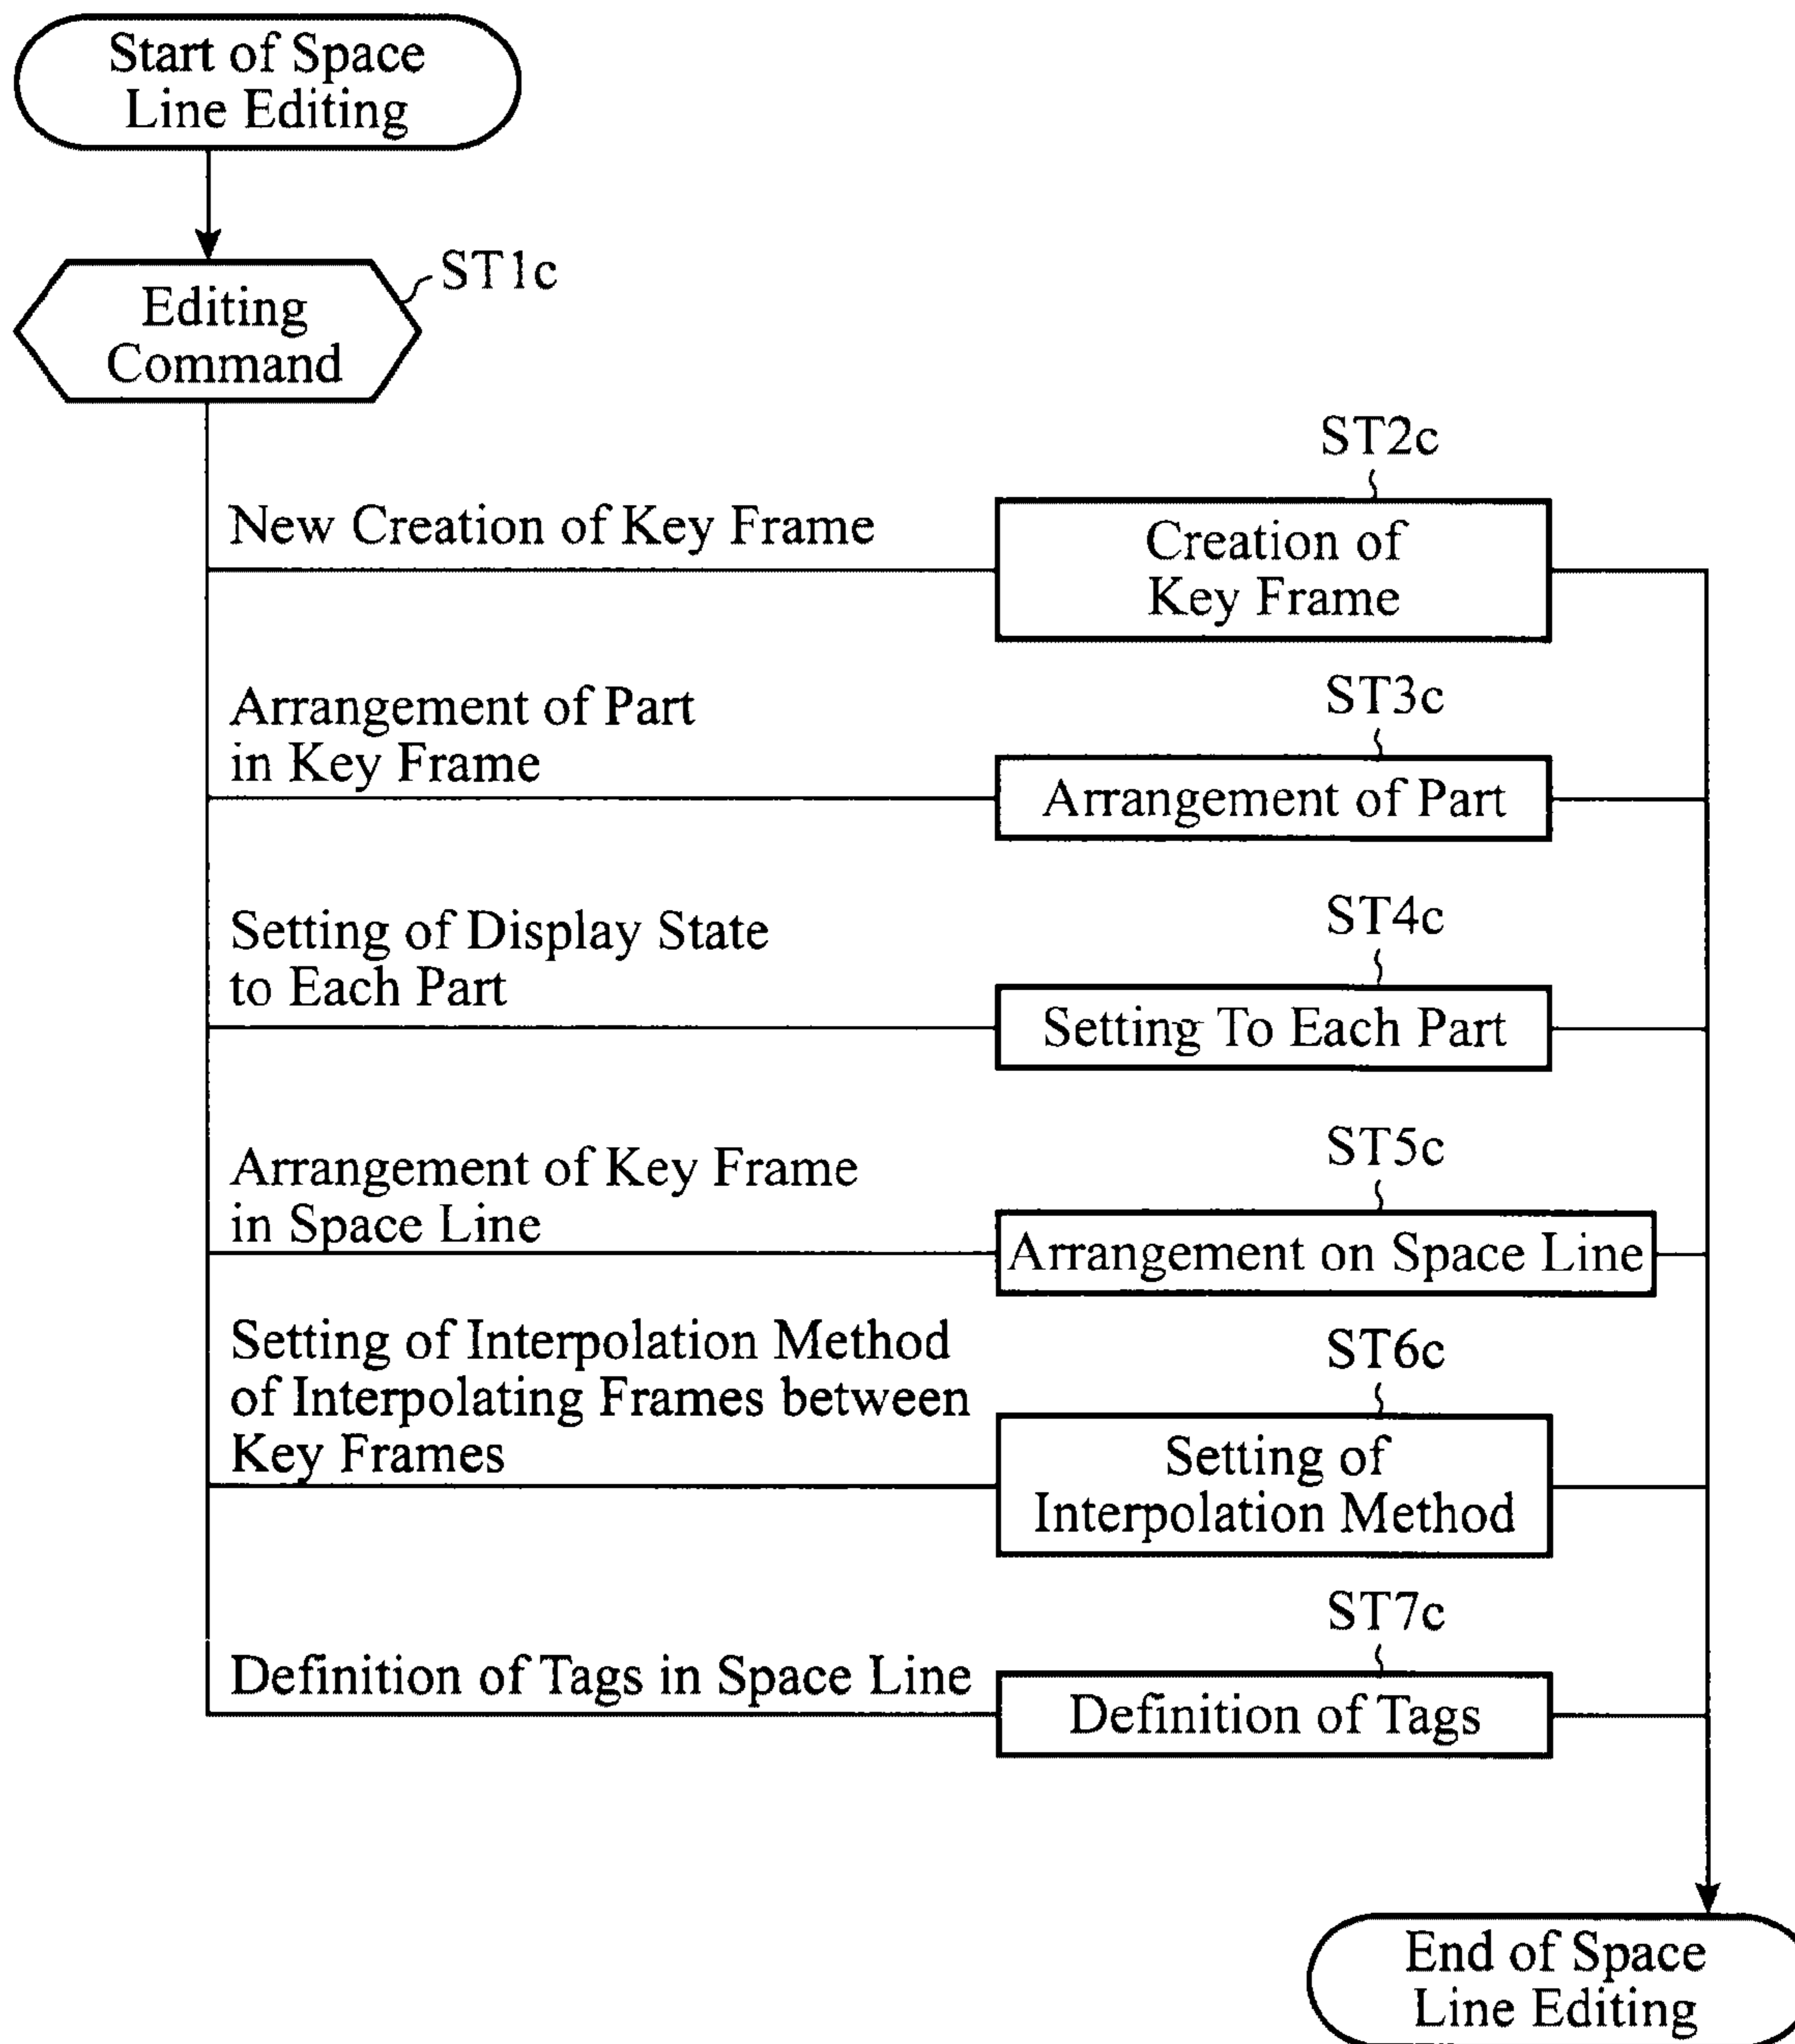 Start of Space
Line Editing
ST1c
Editing
Command
ST2c
New Creation of Key Frame
Creation of
Key Frame
Arrangement of Part
in Key Frame
ST3c
Arrangement of Part
Setting of Display State
to Each Part
ST4c
Setting To Each Part
Arrangement of Key Frame
in Space Line
ST5c
Arrangement on Space Line
Setting of Interpolation Method
of Interpolating Frames between
Key Frames
ST6c
Setting of
Interpolation Method
ST7c
Definition of Tags in Space Line
Definition of Tags
End of Space
Line Editing